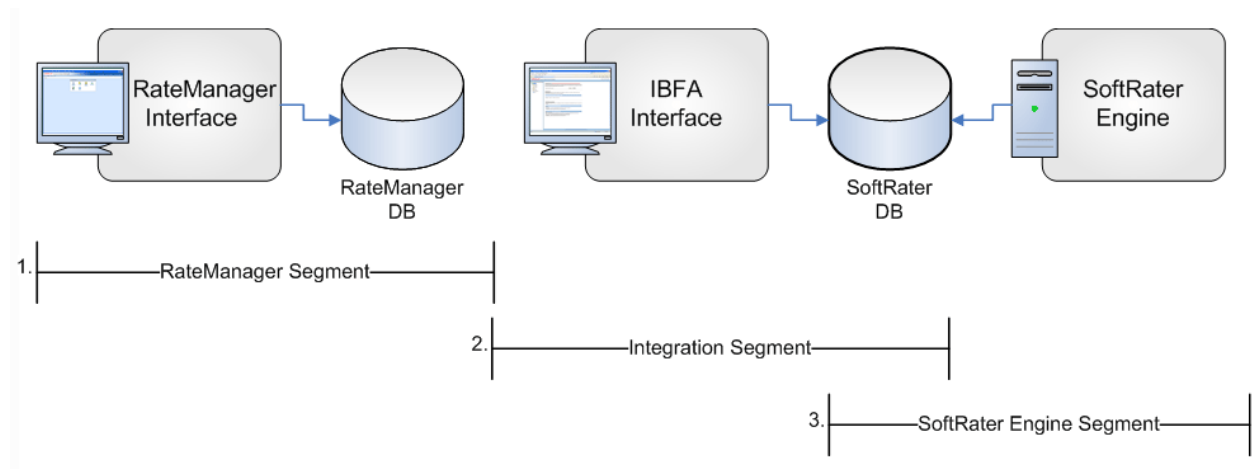 RateManager
Interface
RateManager
DB
IBFA
Interface
SoftRater
DB
SoftRater
Engine
1.
RateManager Segment
2.
Integration Segment
3.
SoftRater Engine Segment